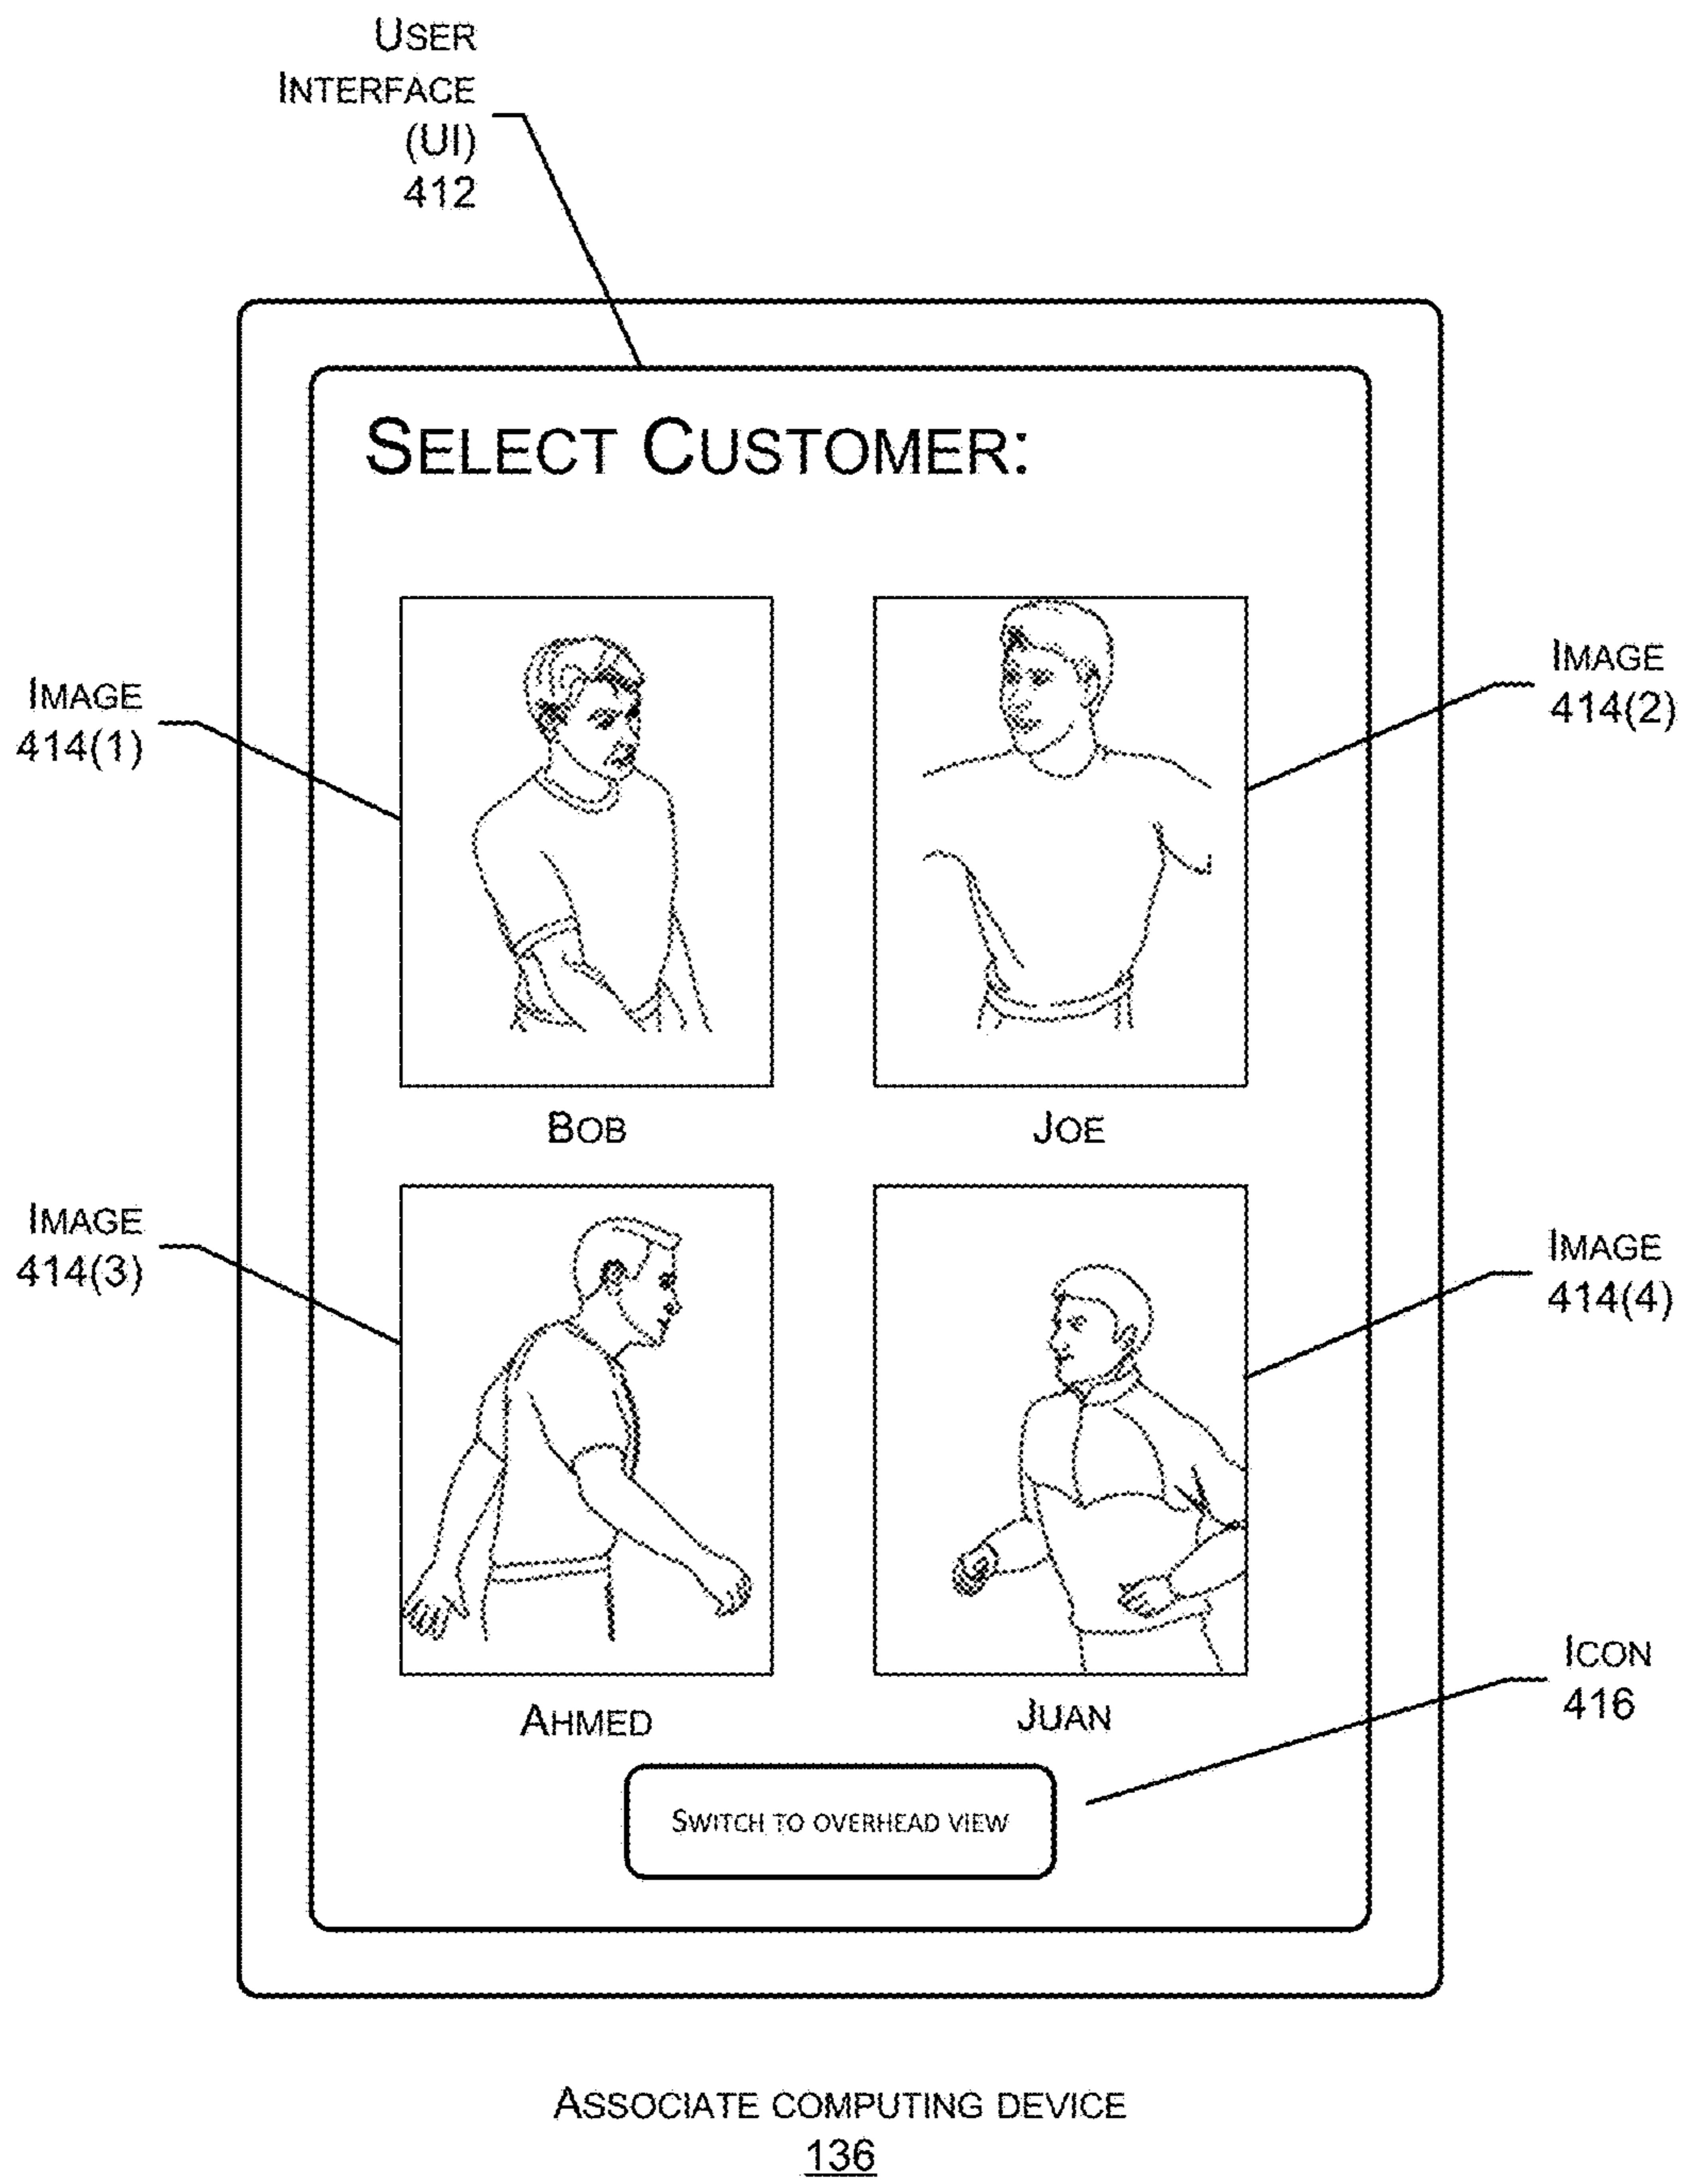 USER
INTERFACE
(UI)
412
SELECT CUSTOMER:
IMAGE
414(1)
IMAGE
414(2)
BOB
JOE
IMAGE
414(3)
IMAGE
414(4)
AHMED
JUAN
ICON
416
SWITCH TO OVERHEAD VIEW
ASSOCIATE COMPUTING DEVICE
136